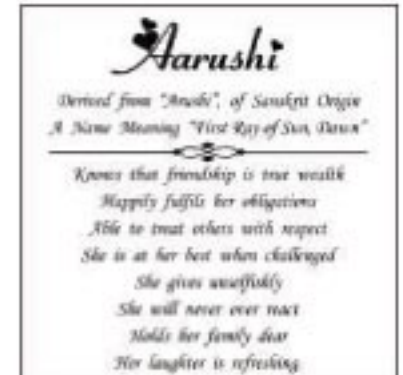 Aarushi
Derived from "Arushi", of Sanskrit Origin
A Name Meaning "First Ray of Sun, Dawn"
Knows that friendship is true wealth
Happily fulfils her obligations
Able to treat others with respect
She is at her best when challenged
She gives unselfishly
She will never over react
Holds her family dear
Her laughter is refreshing